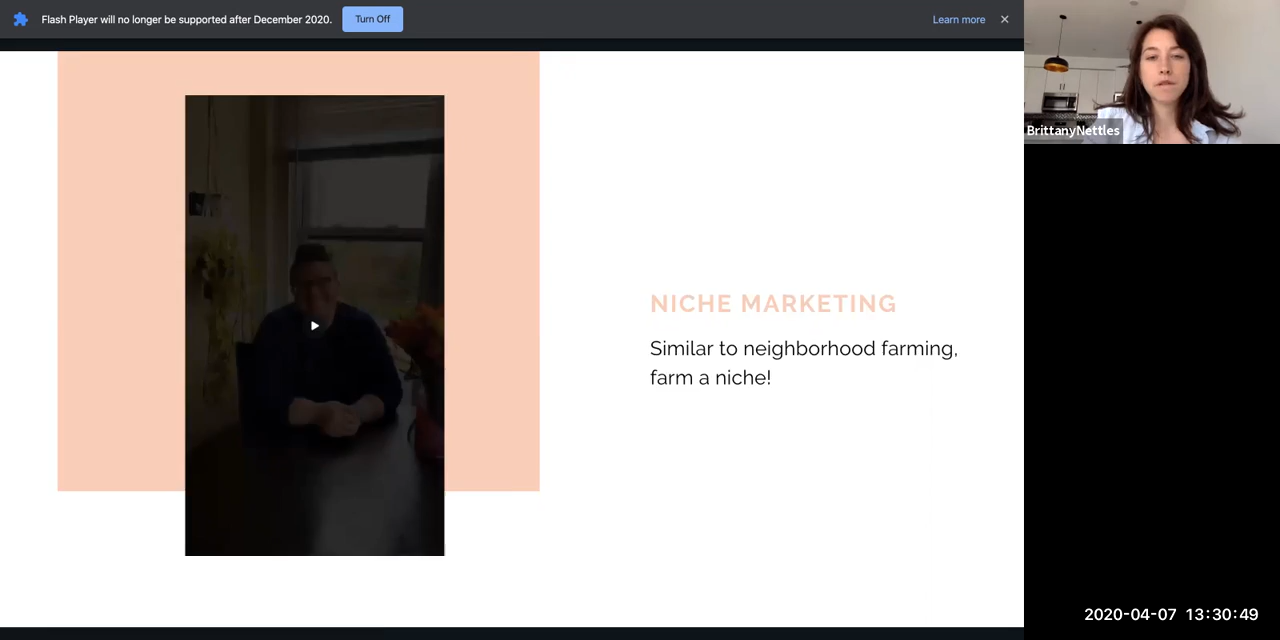 Flash Player will no longer be supported after December 2020.
Turn Off
Learn more
BrittanyNettles
NICHE MARKETING
Similar to neighborhood farming,
farm a niche!
2020-04-07 13:30:49